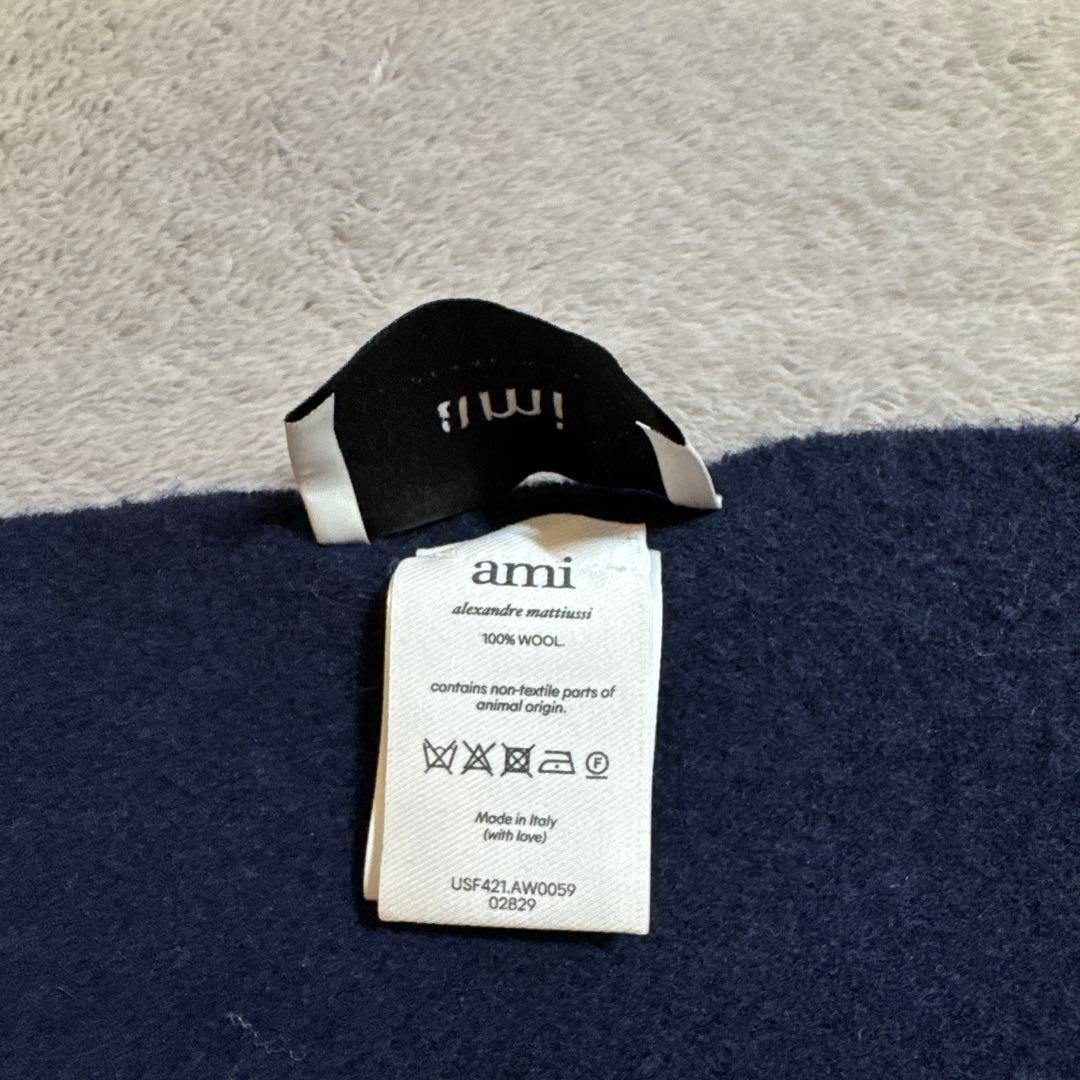 ami
ami
alexandre mattiussi
100% WOOL.
contains non-textile parts of
animal origin.
F
Made in Italy
(with love)
USF421.AW0059
02829